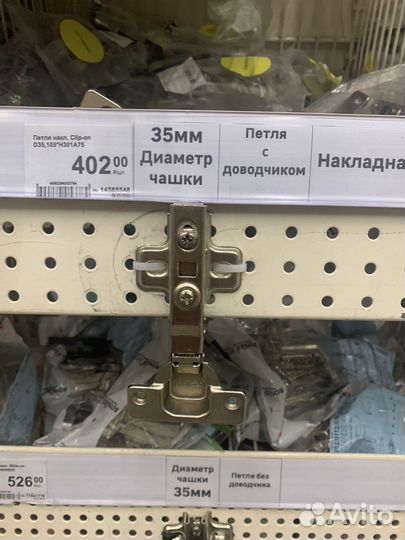 Петля накл. Clip-on
D35,105*H301A75
402 00
14585548
35мм
Диаметр
чашки
Петля
с
доводчиком
Накладна
526 00
Диаметр
чашки
35мм
Петля без
доводчика
Avito